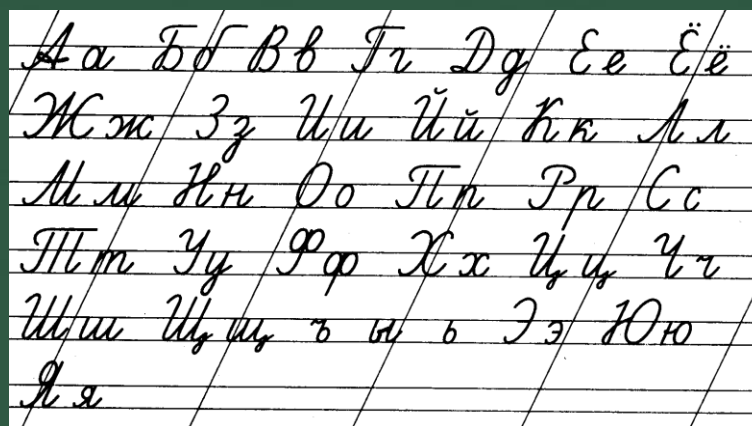 Аа Бб Вв Гг Дд Ее Ёё
Жж Зз Ии Йй Кк Лл
Мм Нн Оо Пп Рр Сс
Тт Уу Фф Хх Цц Чч
Шш Щщ ъ ы ь Ээ Юю
Яя